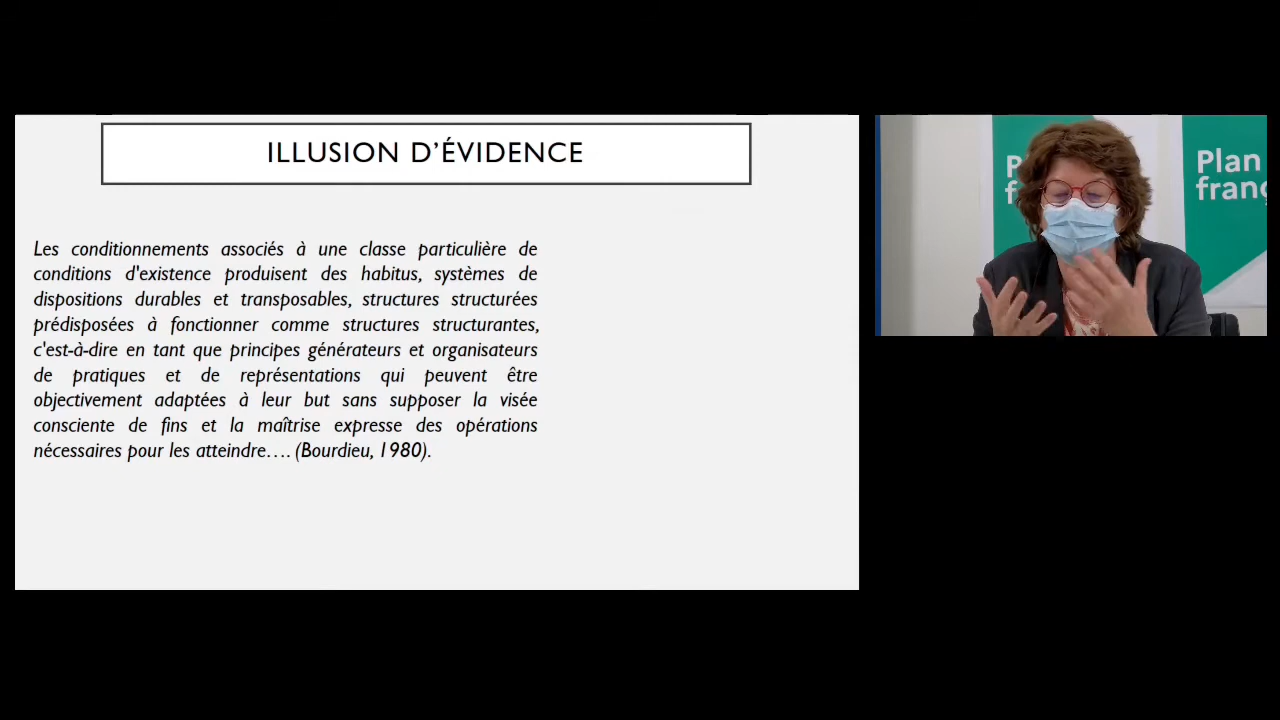 ILLUSION D'ÉVIDENCE
Les conditionnements associés à une classe particulière de
conditions d'existence produisent des habitus, systèmes de
dispositions durables et transposables, structures structurées
prédisposées à fonctionner comme structures structurantes,
c'est-à-dire en tant que principes générateurs et organisateurs
de pratiques et de représentations qui peuvent être
objectivement adaptées à leur but sans supposer la visée
consciente de fins et la maîtrise expresse des opérations
nécessaires pour les atteindre…. (Bourdieu, 1980).
Plan
franç